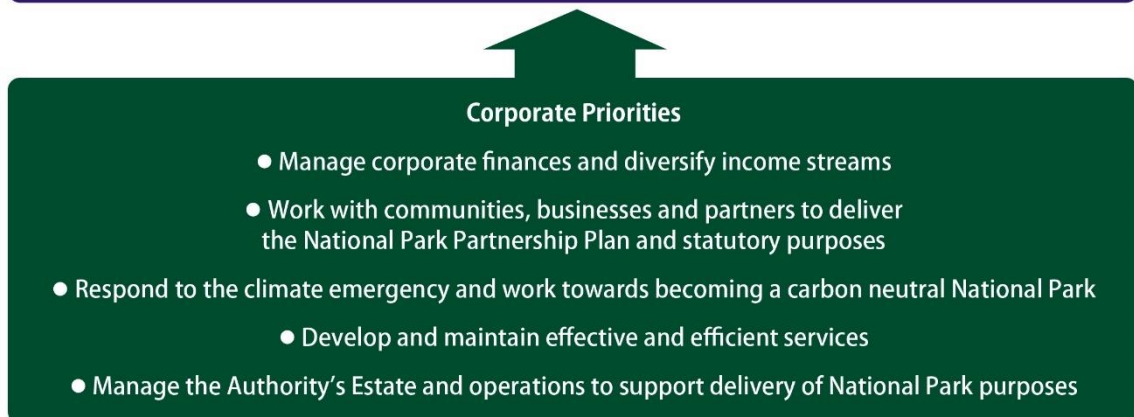 Corporate Priorities
● Manage corporate finances and diversify income streams
● Work with communities, businesses and partners to deliver
the National Park Partnership Plan and statutory purposes
● Respond to the climate emergency and work towards becoming a carbon neutral National Park
● Develop and maintain effective and efficient services
● Manage the Authority’s Estate and operations to support delivery of National Park purposes